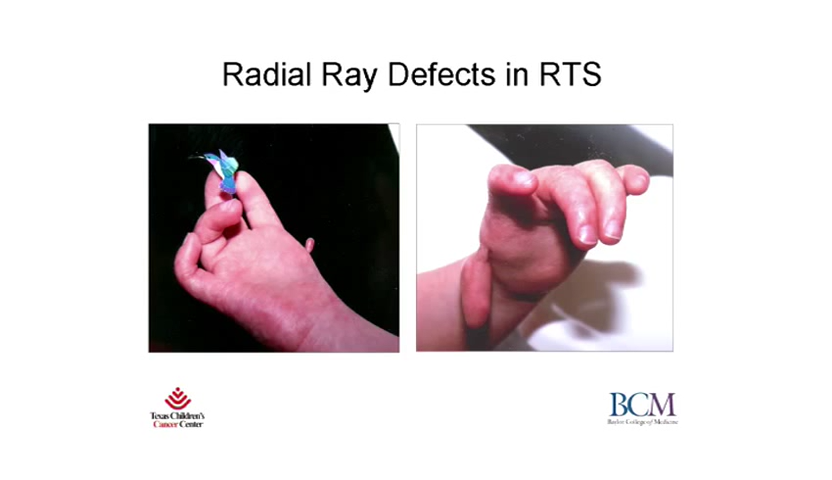 Radial Ray Defects in RTS
Texas Children's
Cancer Center
BCM
Baylor College of Medicine